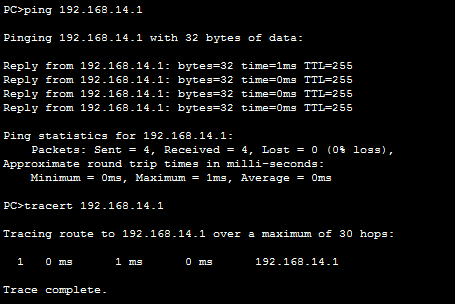 PC>ping 192.168.14.1
Pinging 192.168.14.1 with 32 bytes of data:
Reply from 192.168.14.1: bytes=32 time=1ms TTL=255
Reply from 192.168.14.1: bytes=32 time=0ms TTL=255
Reply from 192.168.14.1: bytes=32 time=0ms TTL=255
Reply from 192.168.14.1: bytes=32 time=0ms TTL=255
Ping statistics for 192.168.14.1:
Packets: Sent = 4, Received = 4, Lost = 0 (0% loss),
Approximate round trip times in milli-seconds:
Minimum = 0ms, Maximum = 1ms, Average = 0ms
PC>tracert 192.168.14.1
Tracing route to 192.168.14.1 over a maximum of 30 hops:
1 0 ms 1 ms 0 ms 192.168.14.1
Trace complete.